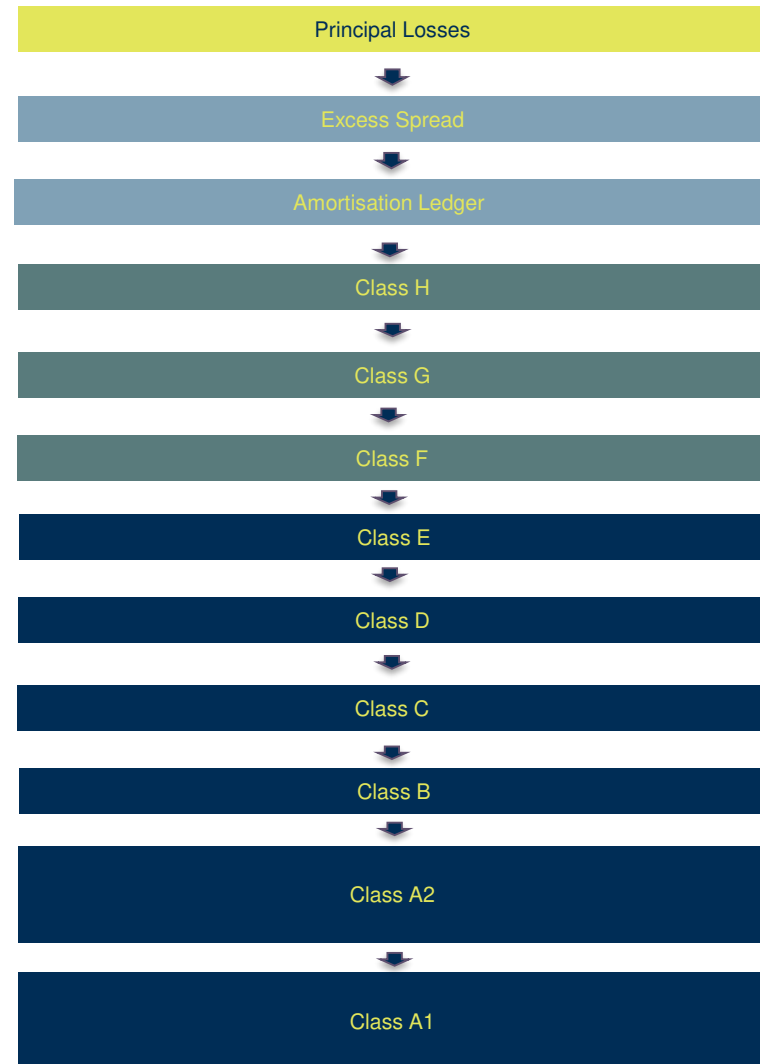 Principal Losses
Excess Spread
Amortisation Ledger
Class H
Class G
Class F
Class E
Class D
Class C
Class B
Class A2
Class A1